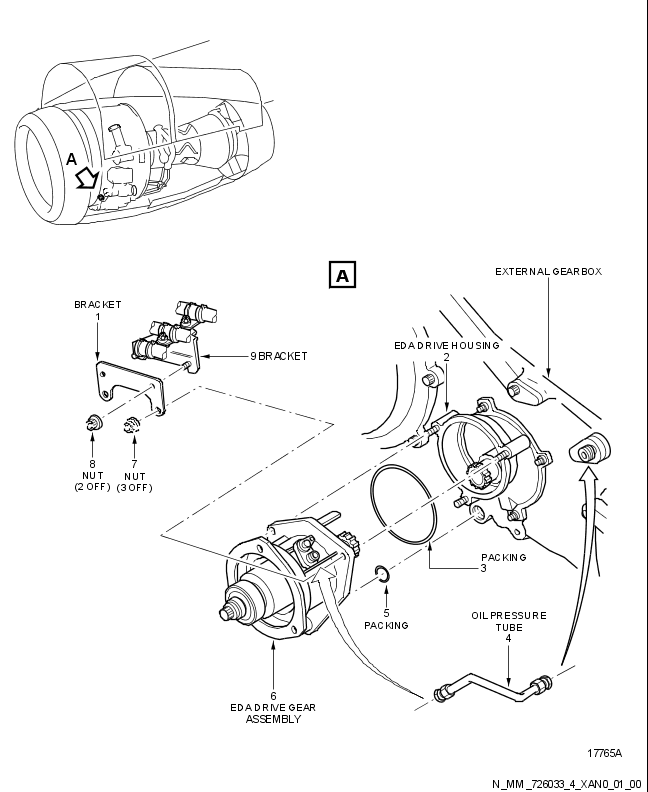 A
A
EXTERNAL GEARBOX
BRACKET
1
EDA DRIVE HOUSING
2
9 BRACKET
8
NUT
(2 OFF)
7
NUT
(3 OFF)
PACKING
3
5
PACKING
OIL PRESSURE
TUBE
4
6
EDA DRIVE GEAR
ASSEMBLY
17765A
N_MM_726033_4_XAN0_01_00